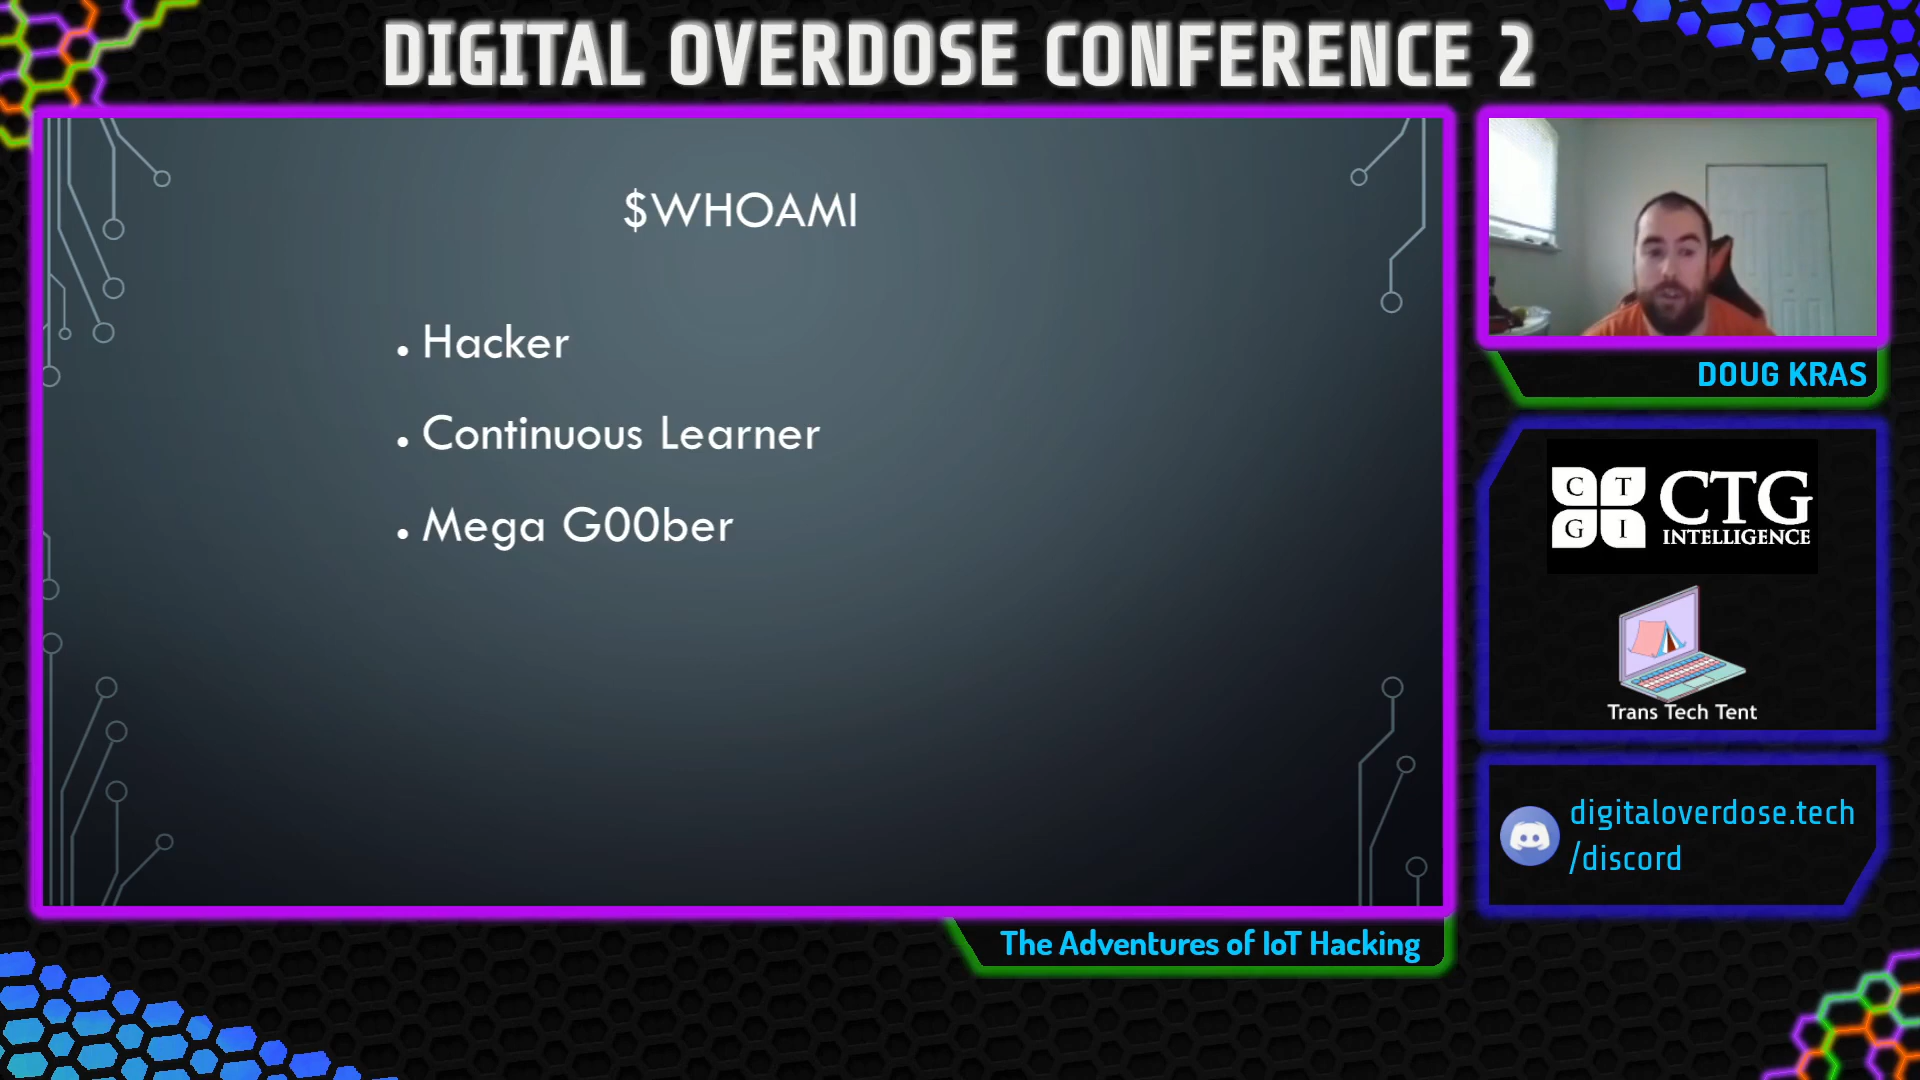 DIGITAL OVERDOSE CONFERENCE 2
$WHOAMI
• Hacker
• Continuous Learner
• Mega G00ber
DOUG KRAS
C T
G I
CTG
INTELLIGENCE
Trans Tech Tent
digitaloverdose.tech
/discord
The Adventures of IoT Hacking